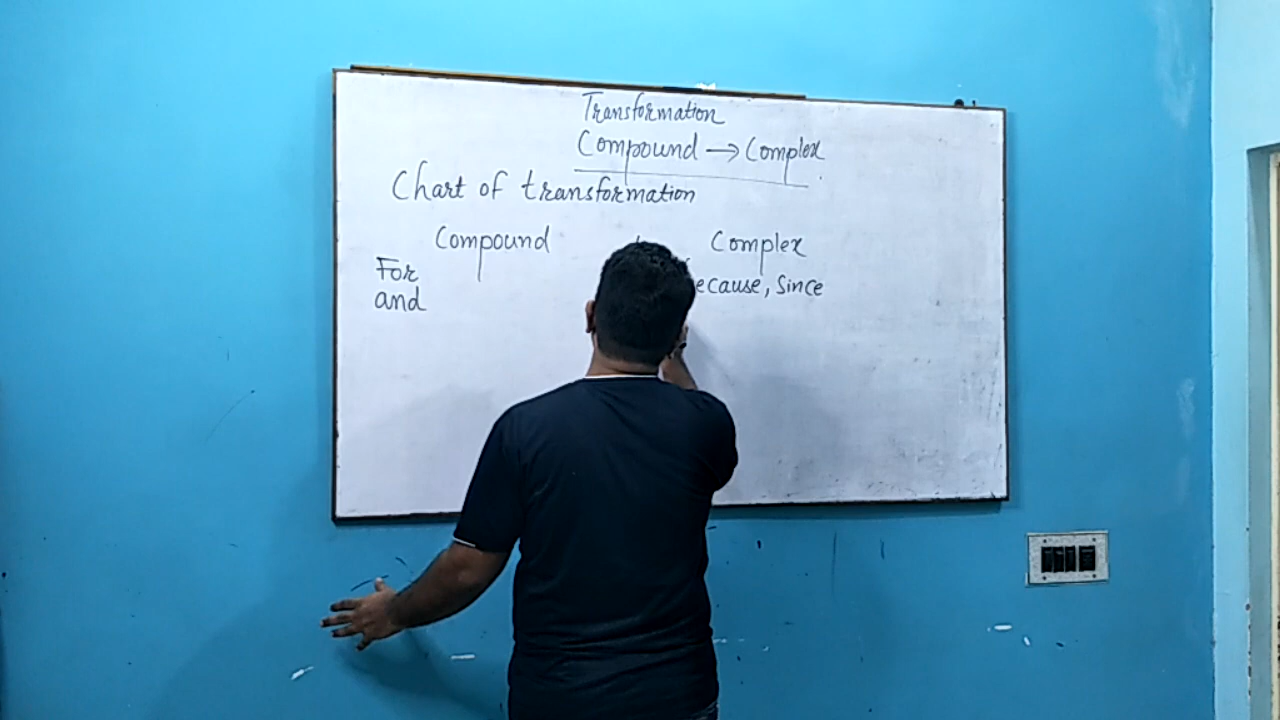 Transformation
Compound → Complex
Chart of transformation
Compound Complex
For ecause, Since
and